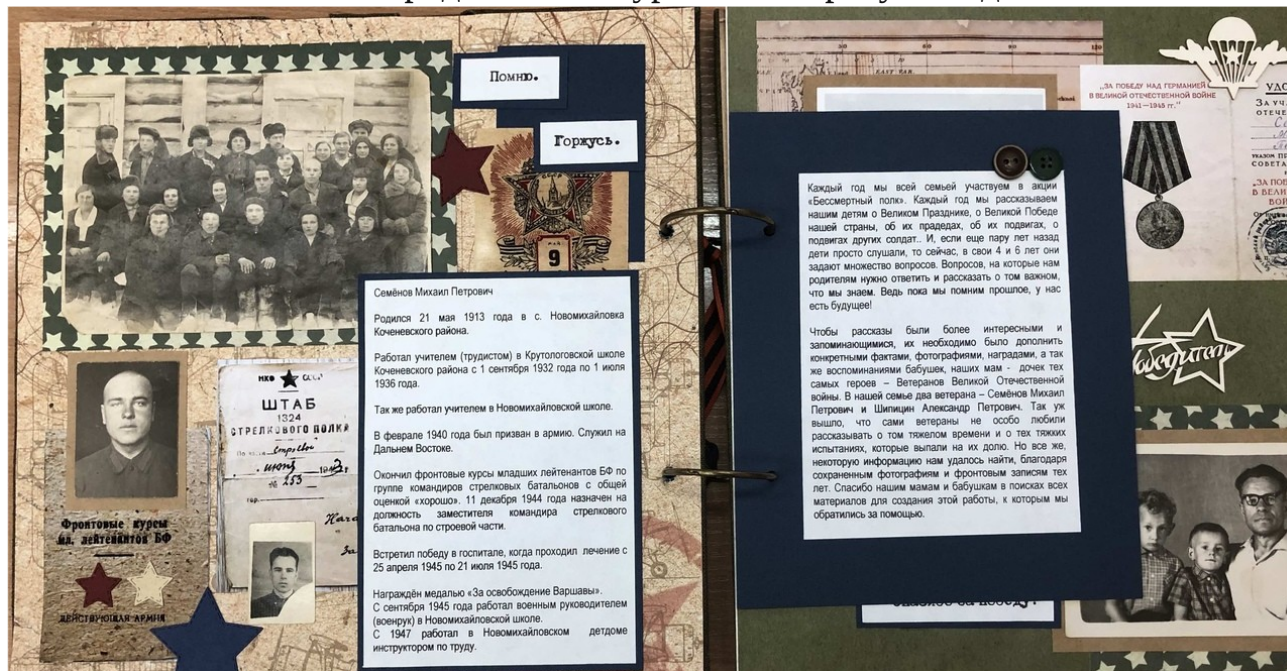 Помню.
Горжусь.
9
Семёнов Михаил Петрович
Родился 21 мая 1913 года в с. Новомихайловка
Коченевского района.
Работал учителем (трудистом) в Крутологовской школе
Коченевского района с 1 сентября 1932 года по 1 июля
1936 года.
Так же работал учителем в Новомихайловской школе.
В феврале 1940 года был призван в армию. Служил на
Дальнем Востоке.
Окончил фронтовые курсы младших лейтенантов БФ по
группе командиров стрелковых батальонов с общей
оценкой «хорошо». 11 декабря 1944 года назначен на
должность заместителя командира стрелкового
батальона по строевой части.
Встретил победу в госпитале, когда проходил лечение с
25 апреля 1945 по 21 июля 1945 года.
Награждён медалью «За освобождение Варшавы».
С сентября 1945 года работал военным руководителем
(военрук) в Новомихайловской школе.
С 1947 работал в Новомихайловском детдоме
инструктором по труду.
Фронтовые курсы
мл. лейтенантов БФ
ДЕЙСТВУЮЩАЯ АРМИЯ
НКО СССР
ШТАБ
1324
СТРЕЛКОВОГО ПОЛКА
№ 253
Каждый год мы всей семьей участвуем в акции
«Бессмертный полк». Каждый год мы рассказываем
нашим детям о Великом Празднике, о Великой Победе
нашей страны, об их прадедах, об их подвигах, о
подвигах других солдат.. И, если еще пару лет назад
дети просто слушали, то сейчас, в свои 4 и 6 лет они
задают множество вопросов. Вопросов, на которые нам
родителям нужно ответить и рассказать о том важном,
что мы знаем. Ведь пока мы помним прошлое, у нас
есть будущее!
Чтобы рассказы были более интересными и
запоминающимися, их необходимо было дополнить
конкретными фактами, фотографиями, наградами, а так
же воспоминаниями бабушек, наших мам - дочек тех
самых героев – Ветеранов Великой Отечественной
войны. В нашей семье два ветерана – Семёнов Михаил
Петрович и Шипицин Александр Петрович. Так уж
вышло, что сами ветераны не особо любили
рассказывать о том тяжелом времени и о тех тяжких
испытаниях, которые выпали на их долю. Но все же,
некоторую информацию нам удалось найти, благодаря
сохраненным фотографиям и фронтовым записям тех
лет. Спасибо нашим мамам и бабушкам в поисках всех
материалов для создания этой работы, к которым мы
обратились за помощью.
„ЗА ПОБЕДУ НАД ГЕРМАНИЕЙ
В ВЕЛИКОЙ ОТЕЧЕСТВЕННОЙ ВОЙНЕ
1941—1945 гг."